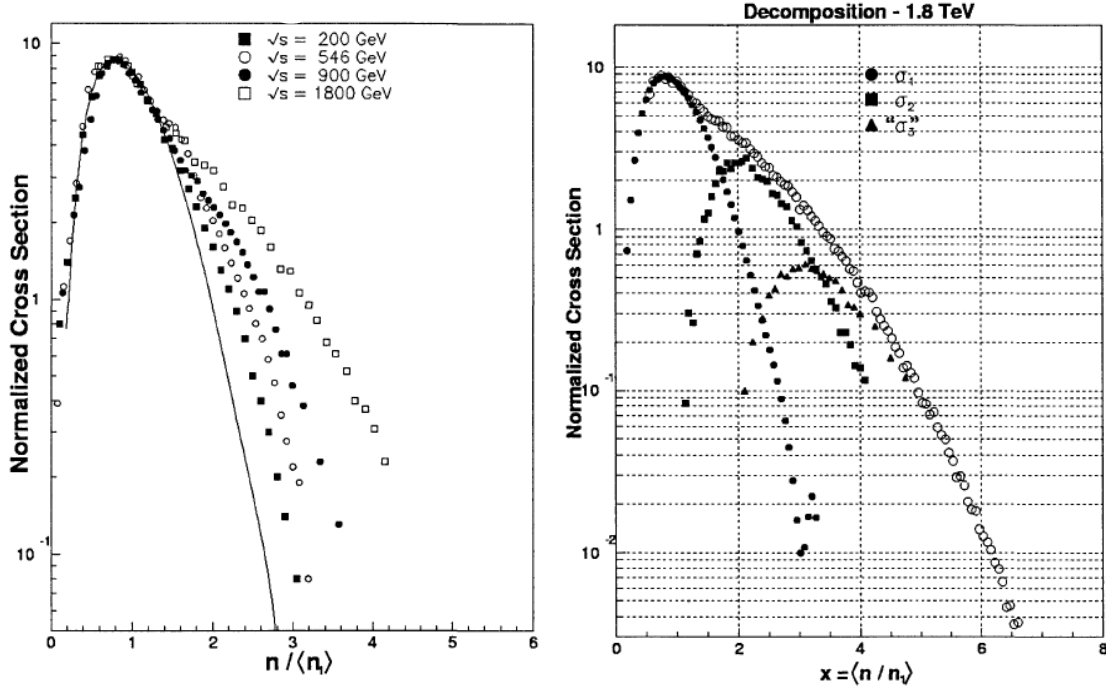 10
1
10⁻¹
Normalized Cross Section
√s = 200 GeV
√s = 546 GeV
√s = 900 GeV
√s = 1800 GeV
0 1 2 3 4 5 6
n / ⟨n₁⟩
Decomposition - 1.8 TeV
10
1
10⁻¹
10⁻²
Normalized Cross Section
σ₁
σ₂
“σ₃”
0 2 4 6 8
x = ⟨n / n₁⟩